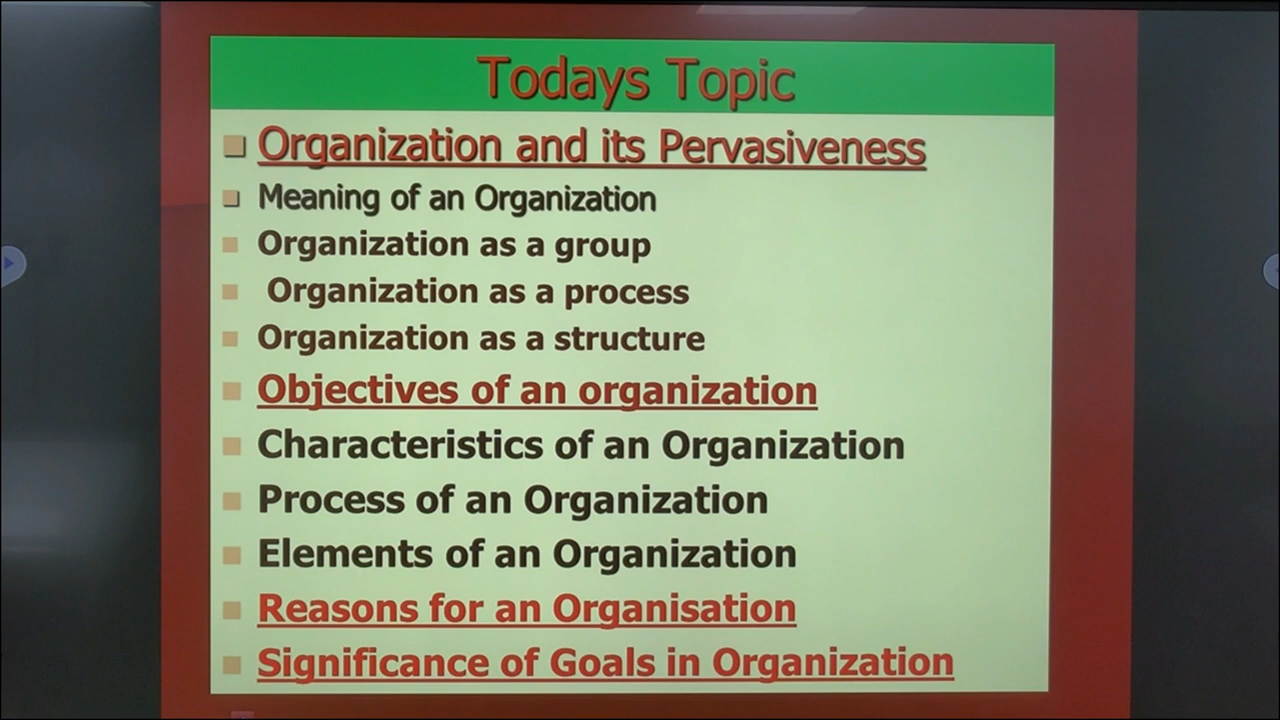 Todays Topic
Organization and its Pervasiveness
Meaning of an Organization
Organization as a group
Organization as a process
Organization as a structure
Objectives of an organization
Characteristics of an Organization
Process of an Organization
Elements of an Organization
Reasons for an Organisation
Significance of Goals in Organization